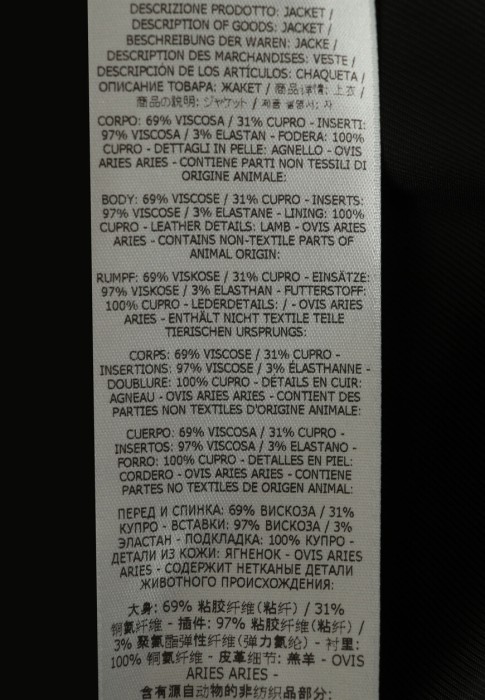 DESCRIZIONE PRODOTTO: JACKET /
DESCRIPTION OF GOODS: JACKET /
BESCHREIBUNG DER WAREN: JACKE /
DESCRIPTION DES MARCHANDISES: VESTE /
DESCRIPCIÓN DE LOS ARTÍCULOS: CHAQUETA /
ОПИСАНИЕ ТОВАРА: ЖАКЕТ / 商品详情: 上衣 /
商品の説明: ジャケット / 제품 설명서: 자
CORPO: 69% VISCOSA / 31% CUPRO - INSERTI:
97% VISCOSA / 3% ELASTAN - FODERA: 100%
CUPRO - DETTAGLI IN PELLE: AGNELLO - OVIS
ARIES ARIES - CONTIENE PARTI NON TESSILI DI
ORIGINE ANIMALE:
BODY: 69% VISCOSE / 31% CUPRO - INSERTS:
97% VISCOSE / 3% ELASTANE - LINING: 100%
CUPRO - LEATHER DETAILS: LAMB - OVIS ARIES
ARIES - CONTAINS NON-TEXTILE PARTS OF
ANIMAL ORIGIN:
RUMPF: 69% VISKOSE / 31% CUPRO - EINSÄTZE:
97% VISKOSE / 3% ELASTHAN - FUTTERSTOFF:
100% CUPRO - LEDERDETAILS: / - OVIS ARIES
ARIES - ENTHÄLT NICHT TEXTILE TEILE
TIERISCHEN URSPRUNGS:
CORPS: 69% VISCOSE / 31% CUPRO -
INSERTIONS: 97% VISCOSE / 3% ÉLASTHANNE -
DOUBLURE: 100% CUPRO - DÉTAILS EN CUIR:
AGNEAU - OVIS ARIES ARIES - CONTIENT DES
PARTIES NON TEXTILES D'ORIGINE ANIMALE:
CUERPO: 69% VISCOSA / 31% CUPRO -
INSERTOS: 97% VISCOSA / 3% ELASTANO -
FORRO: 100% CUPRO - DETALLES EN PIEL:
CORDERO - OVIS ARIES ARIES - CONTIENE
PARTES NO TEXTILES DE ORIGEN ANIMAL:
ПЕРЕД И СПИНКА: 69% ВИСКОЗА / 31%
КУПРО - ВСТАВКИ: 97% ВИСКОЗА / 3%
ЭЛАСТАН - ПОДКЛАДКА: 100% КУПРО -
ДЕТАЛИ ИЗ КОЖИ: ЯГНЕНОК - OVIS ARIES
ARIES - СОДЕРЖИТ НЕТКАНЫЕ ДЕТАЛИ
ЖИВОТНОГО ПРОИСХОЖДЕНИЯ:
大身: 69% 粘胶纤维(粘纤) / 31%
铜氨纤维 - 插件: 97% 粘胶纤维(粘纤) /
3% 聚氨酯弹性纤维(弹力氨纶) - 衬里:
100% 铜氨纤维 - 皮革细节: 羔羊 - OVIS
ARIES ARIES -
含有源自动物的非纺织品部分: